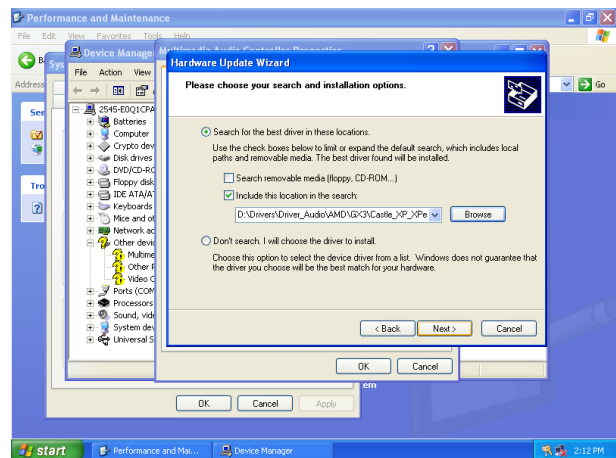 Performance and Maintenance
File Edit View Favorites Tools Help
B
Sys
Device Manage
Multimedia Audio Controller Properties
Hardware Update Wizard
Address
Go
File Action View
Please choose your search and installation options.
See
2545-E0Q1CPA
Batteries
Computer
Crypto dev
Disk drives
DVD/CD-RO
Floppy disk
IDE ATA/AT
Keyboards
Mice and ot
Network ac
Other devic
Multime
Other P
Video C
Ports (COM
Processors
Sound, vide
System dev
Universal S
Tro
Search for the best driver in these locations.
Use the check boxes below to limit or expand the default search, which includes local
paths and removable media. The best driver found will be installed.
Search removable media (floppy, CD-ROM...)
Include this location in the search:
D:\Drivers\Driver_Audio\AMD\GX3\Castle_XP_XPe
Browse
Don't search. I will choose the driver to install.
Choose this option to select the device driver from a list. Windows does not guarantee that
the driver you choose will be the best match for your hardware.
< Back Next > Cancel
OK Cancel
em
OK Cancel Apply
start
Performance and Mai...
Device Manager
2:12 PM